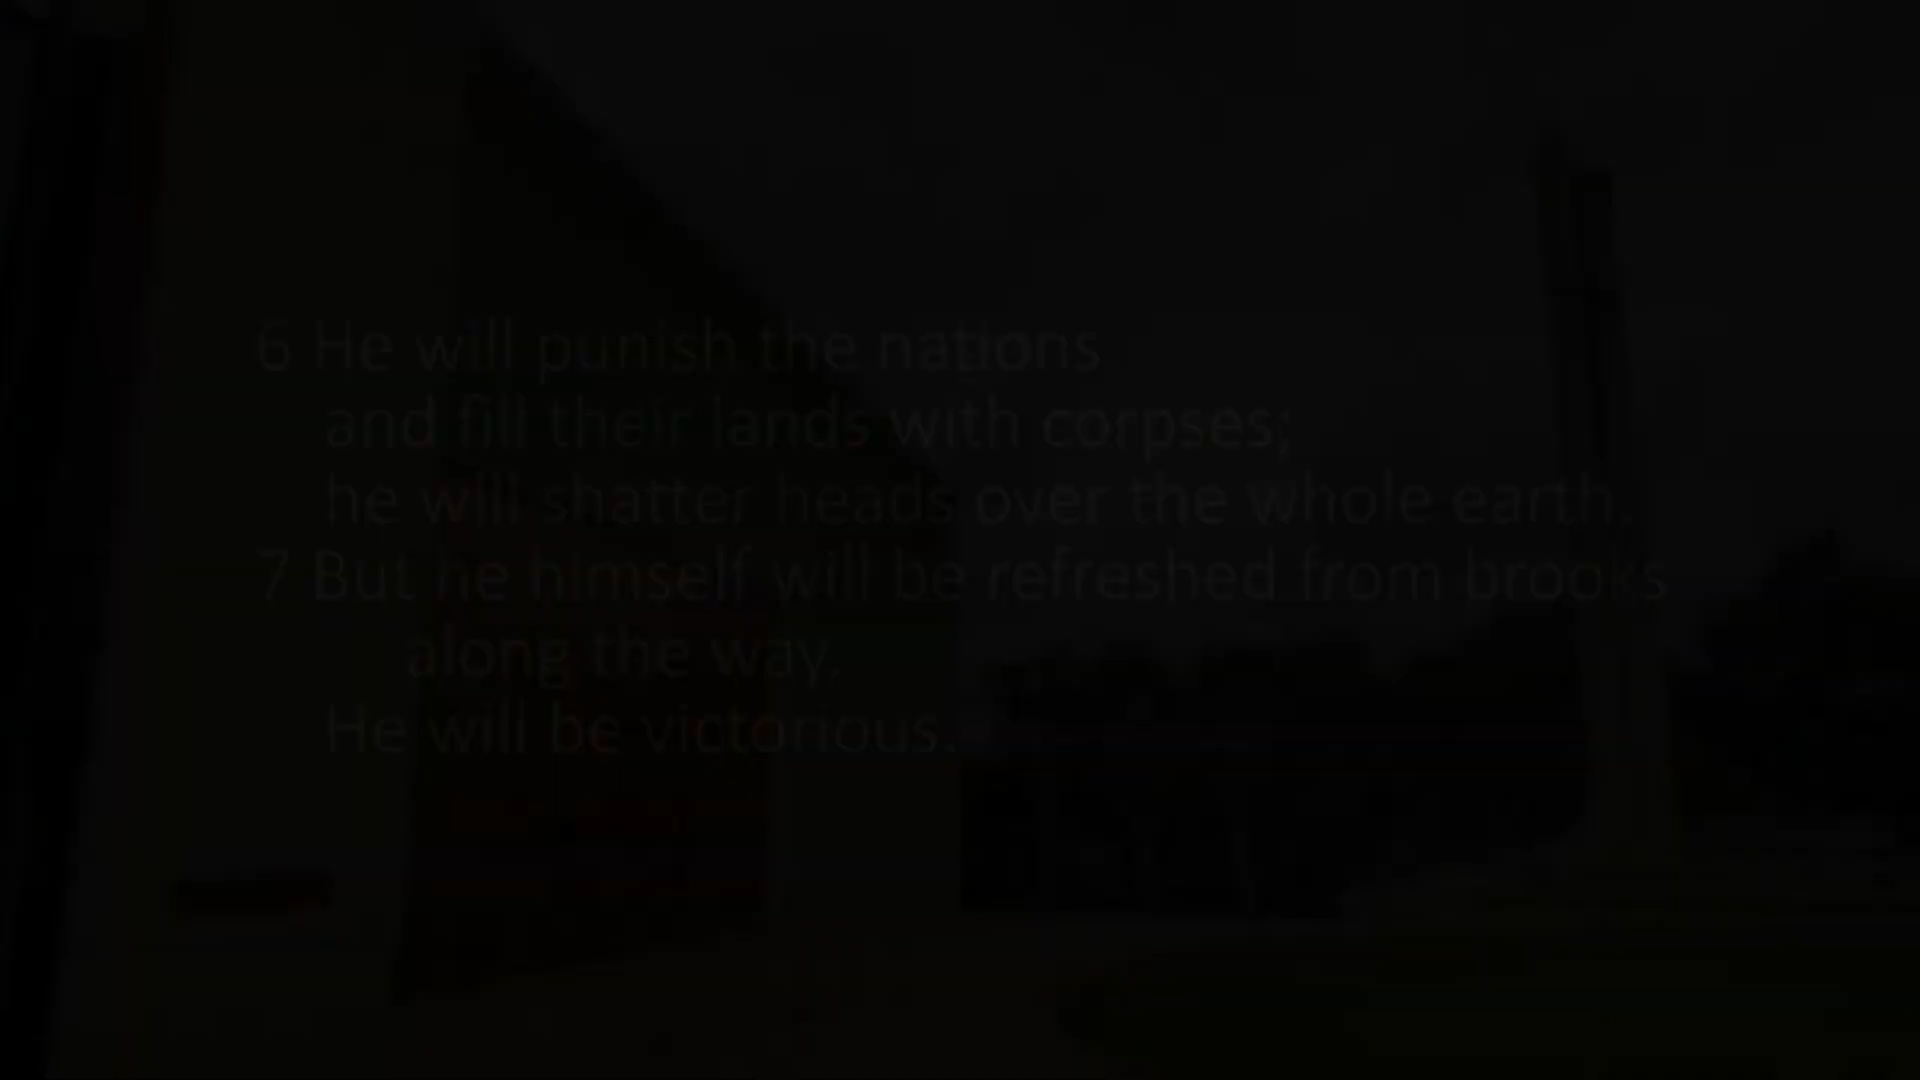 6 He will punish the nations
and fill their lands with corpses;
he will shatter heads over the whole earth.
7 But he himself will be refreshed from brooks
along the way.
He will be victorious.